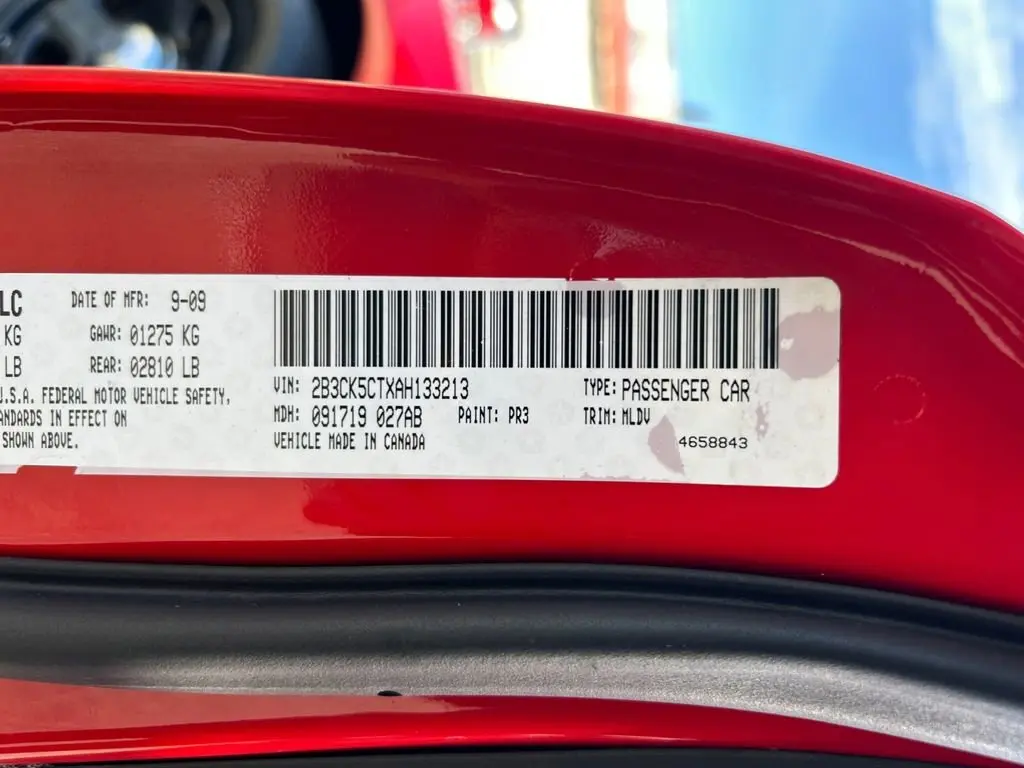 LC DATE OF MFR: 9-09
KG GAWR: 01275 KG
LB REAR: 02810 LB
U.S.A. FEDERAL MOTOR VEHICLE SAFETY,
ANDARDS IN EFFECT ON
SHOWN ABOVE.
VIN: 2B3CK5CTXAH133213 TYPE: PASSENGER CAR
MDH: 091719 027AB PAINT: PR3 TRIM: MLDV
VEHICLE MADE IN CANADA 4658843